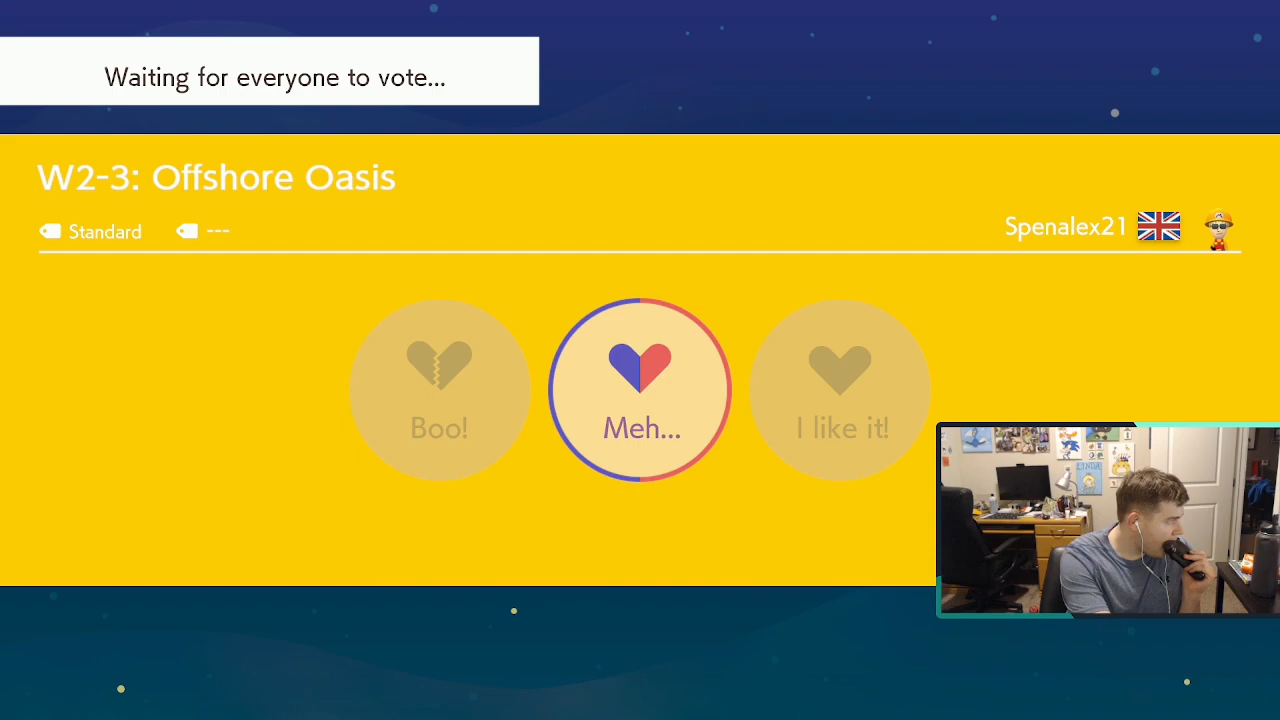 Waiting for everyone to vote...
W2-3: Offshore Oasis
Standard
---
Spenalex21
Boo!
Meh...
I like it!